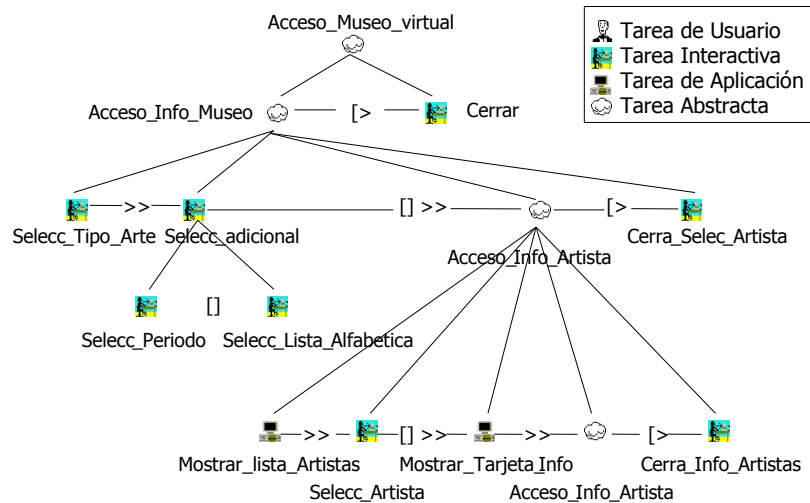 Acceso_Museo_virtual
Tarea de Usuario
Tarea Interactiva
Tarea de Aplicación
Tarea Abstracta
Acceso_Info_Museo [> Cerrar
>> [] >> [>
Selecc_Tipo_Arte Selecc_adicional Acceso_Info_Artista Cerra_Selec_Artista
[]
Selecc_Periodo Selecc_Lista_Alfabetica
>> [] >> >> [>
Mostrar_lista_Artistas Mostrar_Tarjeta_Info Cerra_Info_Artistas
Selecc_Artista Acceso_Info_Artista